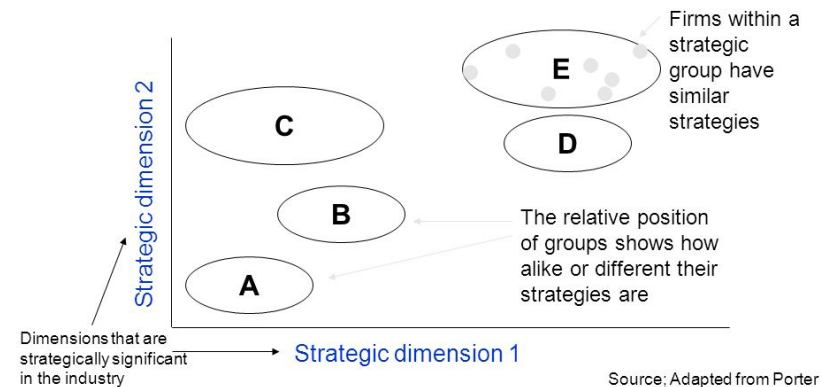 Firms within a
strategic
group have
similar
strategies
E
D
C
B
A
Strategic dimension 2
The relative position
of groups shows how
alike or different their
strategies are
Dimensions that are
strategically significant
in the industry
Strategic dimension 1
Source; Adapted from Porter